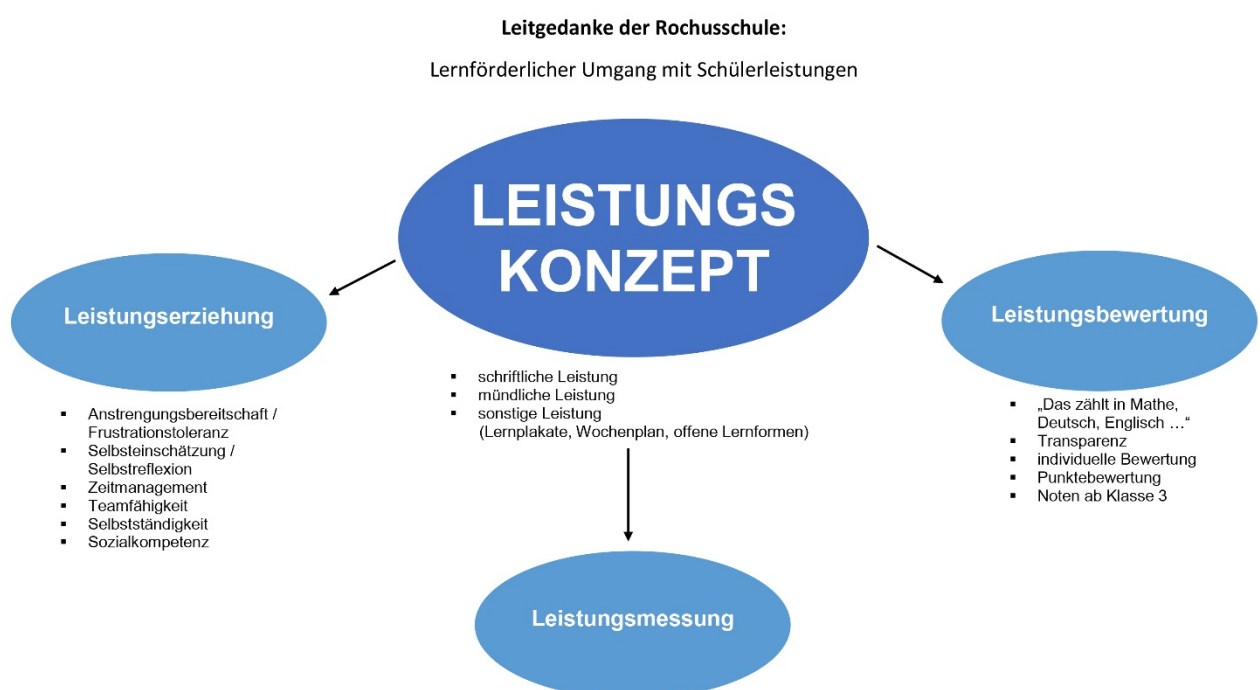 Leitgedanke der Rochusschule:
Lernförderlicher Umgang mit Schülerleistungen
LEISTUNGS
KONZEPT
Leistungserziehung
▪ Anstrengungsbereitschaft /
Frustrationstoleranz
▪ Selbsteinschätzung /
Selbstreflexion
▪ Zeitmanagement
▪ Teamfähigkeit
▪ Selbstständigkeit
▪ Sozialkompetenz
▪ schriftliche Leistung
▪ mündliche Leistung
▪ sonstige Leistung
(Lernplakate, Wochenplan, offene Lernformen)
Leistungsmessung
Leistungsbewertung
▪ „Das zählt in Mathe,
Deutsch, Englisch …“
▪ Transparenz
▪ individuelle Bewertung
▪ Punktebewertung
▪ Noten ab Klasse 3